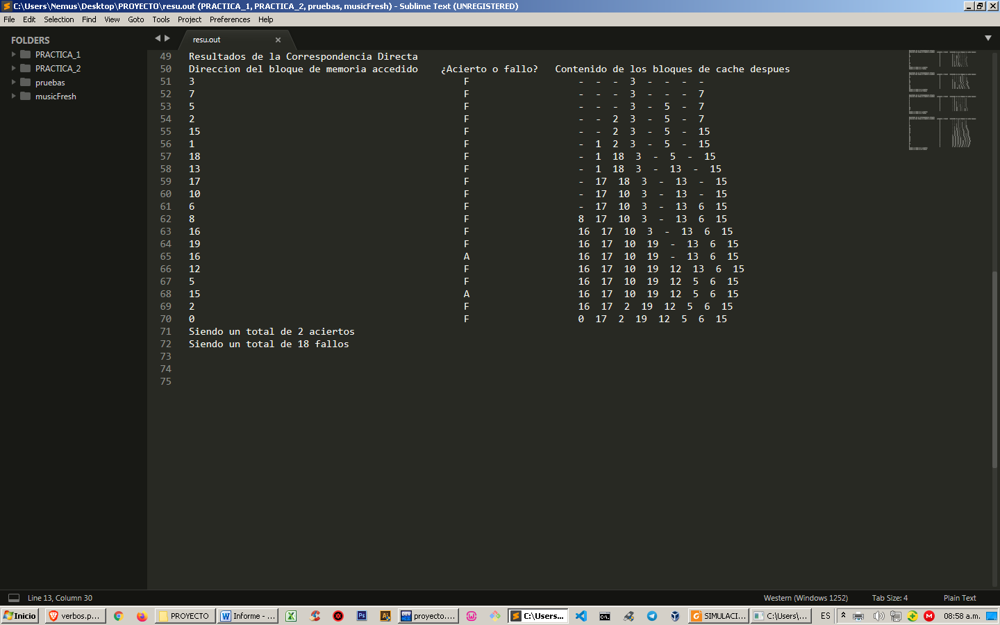 C:\Users\Nemus\Desktop\PROYECTO\resu.out (PRACTICA_1, PRACTICA_2, pruebas, musicFresh) - Sublime Text (UNREGISTERED)
File Edit Selection Find View Goto Tools Project Preferences Help
FOLDERS
PRACTICA_1
PRACTICA_2
pruebas
musicFresh
resu.out
49 Resultados de la Correspondencia Directa
50 Direccion del bloque de memoria accedido ¿Acierto o fallo? Contenido de los bloques de cache despues
51 3 F - - - 3 - - - -
52 7 F - - - 3 - - - 7
53 5 F - - - 3 - 5 - 7
54 2 F - - 2 3 - 5 - 7
55 15 F - - 2 3 - 5 - 15
56 1 F - 1 2 3 - 5 - 15
57 18 F - 1 18 3 - 5 - 15
58 13 F - 1 18 3 - 13 - 15
59 17 F - 17 18 3 - 13 - 15
60 10 F - 17 10 3 - 13 - 15
61 6 F - 17 10 3 - 13 6 15
62 8 F 8 17 10 3 - 13 6 15
63 16 F 16 17 10 3 - 13 6 15
64 19 F 16 17 10 19 - 13 6 15
65 16 A 16 17 10 19 - 13 6 15
66 12 F 16 17 10 19 12 13 6 15
67 5 F 16 17 10 19 12 5 6 15
68 15 A 16 17 10 19 12 5 6 15
69 2 F 16 17 2 19 12 5 6 15
70 0 F 0 17 2 19 12 5 6 15
71 Siendo un total de 2 aciertos
72 Siendo un total de 18 fallos
73
74
75
Line 13, Column 30 Western (Windows 1252) Tab Size: 4 Plain Text
Inicio verbos.p... PROYECTO Informe - ... proyecto.... C:\Users... SIMULACI... C:\Users\... ES 08:58 a.m.